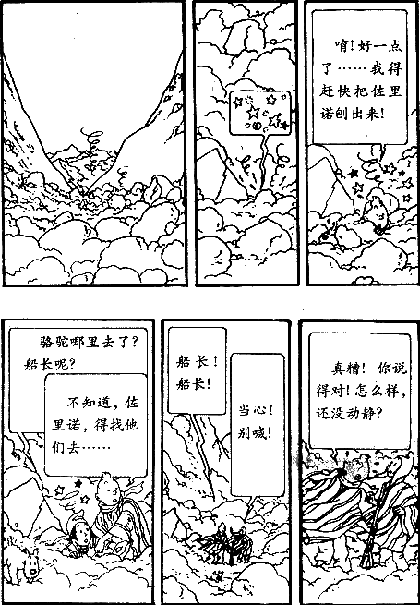 唷!好一点
了……我得
赶快把佐里
诺刨出来!
骆驼哪里去了?
船长呢?
不知道,佐
里诺,得找他
们去……
船长!
船长!
当心!
别喊!
真糟!你说
得对!怎么样,
还没动静?